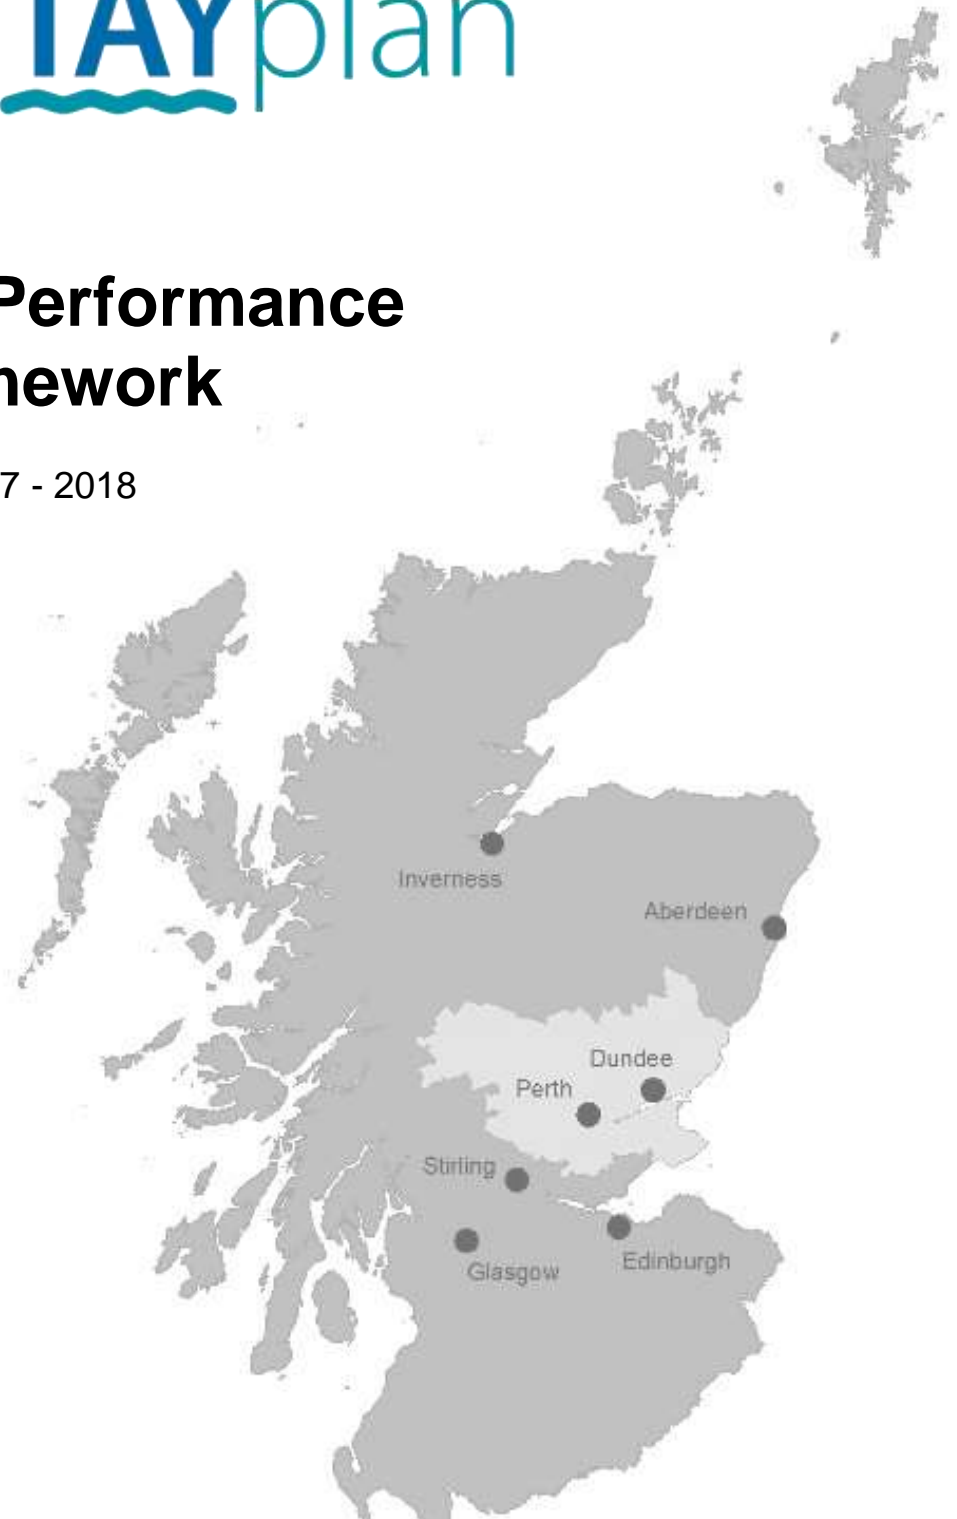 TAYplan
Performance
nework
7 - 2018
Inverness
Aberdeen
Dundee
Perth
Stirling
Glasgow
Edinburgh